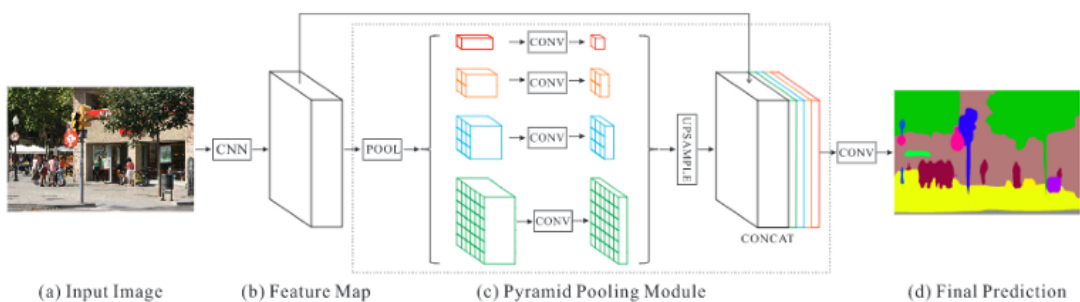 CNN
POOL
CONV
CONV
CONV
CONV
UPSAMPLE
CONCAT
CONV
(a) Input Image
(b) Feature Map
(c) Pyramid Pooling Module
(d) Final Prediction